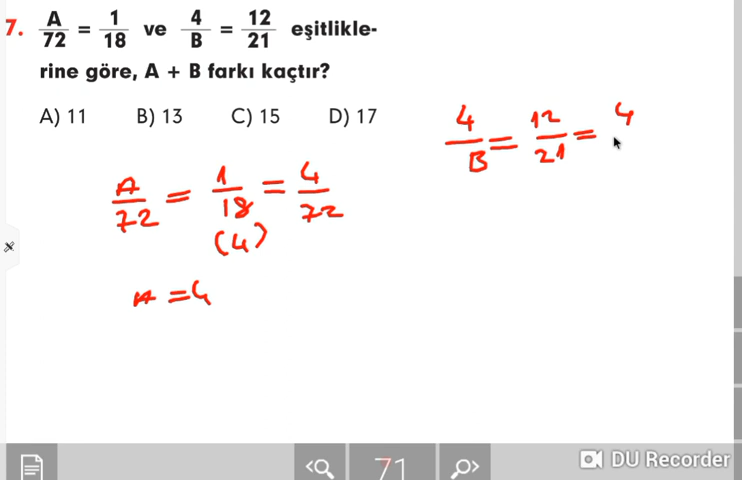 7. A/72 = 1/18 ve 4/B = 12/21 eşitlikle-
rine göre, A + B farkı kaçtır?
A) 11 B) 13 C) 15 D) 17
4/B = 12/21 = 4
A/72 = 1/18 = 4/72
(4)
A = 4
71
DU Recorder